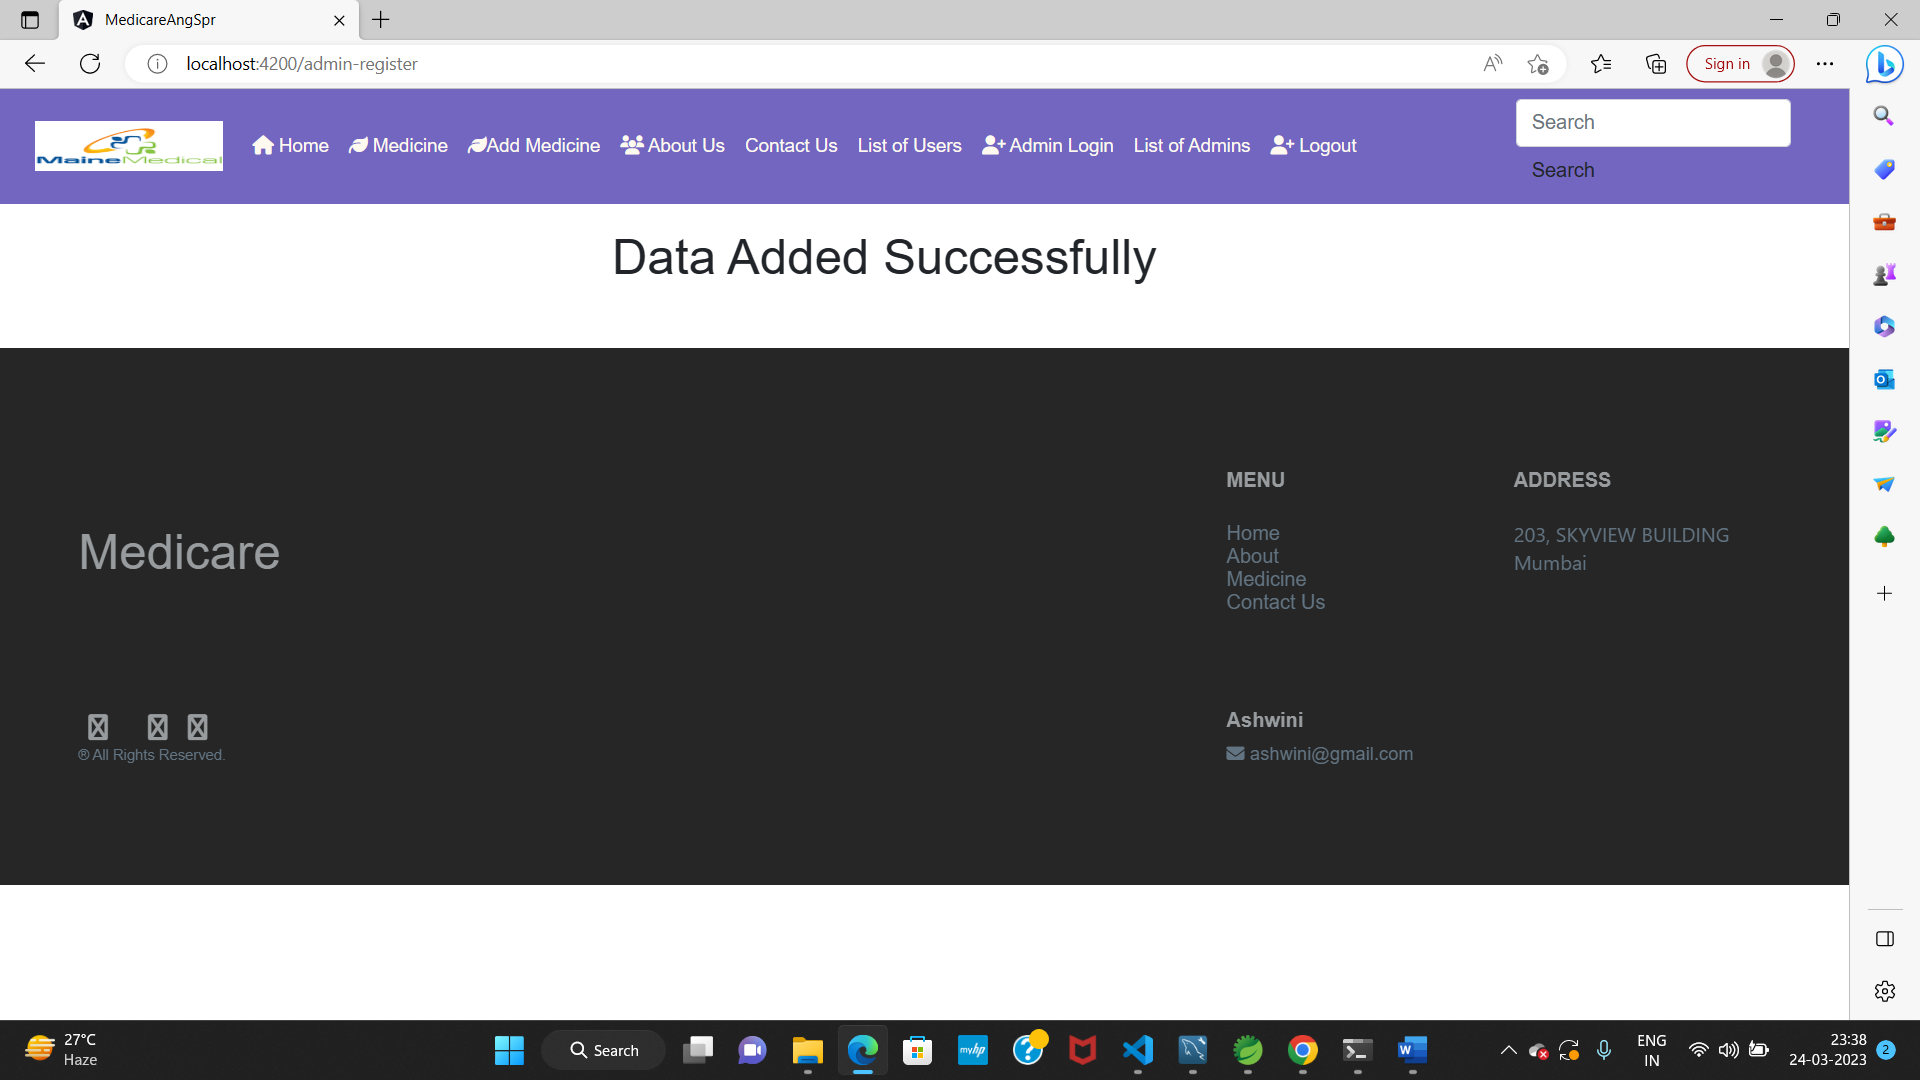 MedicareAngSpr
localhost:4200/admin-register
Sign in
MaineMedical
Home Medicine Add Medicine About Us Contact Us List of Users Admin Login List of Admins Logout
Search
Search
Data Added Successfully
Medicare
MENU
Home
About
Medicine
Contact Us
ADDRESS
203, SKYVIEW BUILDING
Mumbai
® All Rights Reserved.
Ashwini
ashwini@gmail.com
27°C
Haze
Search
myhp
ENG
IN
23:38
24-03-2023
2